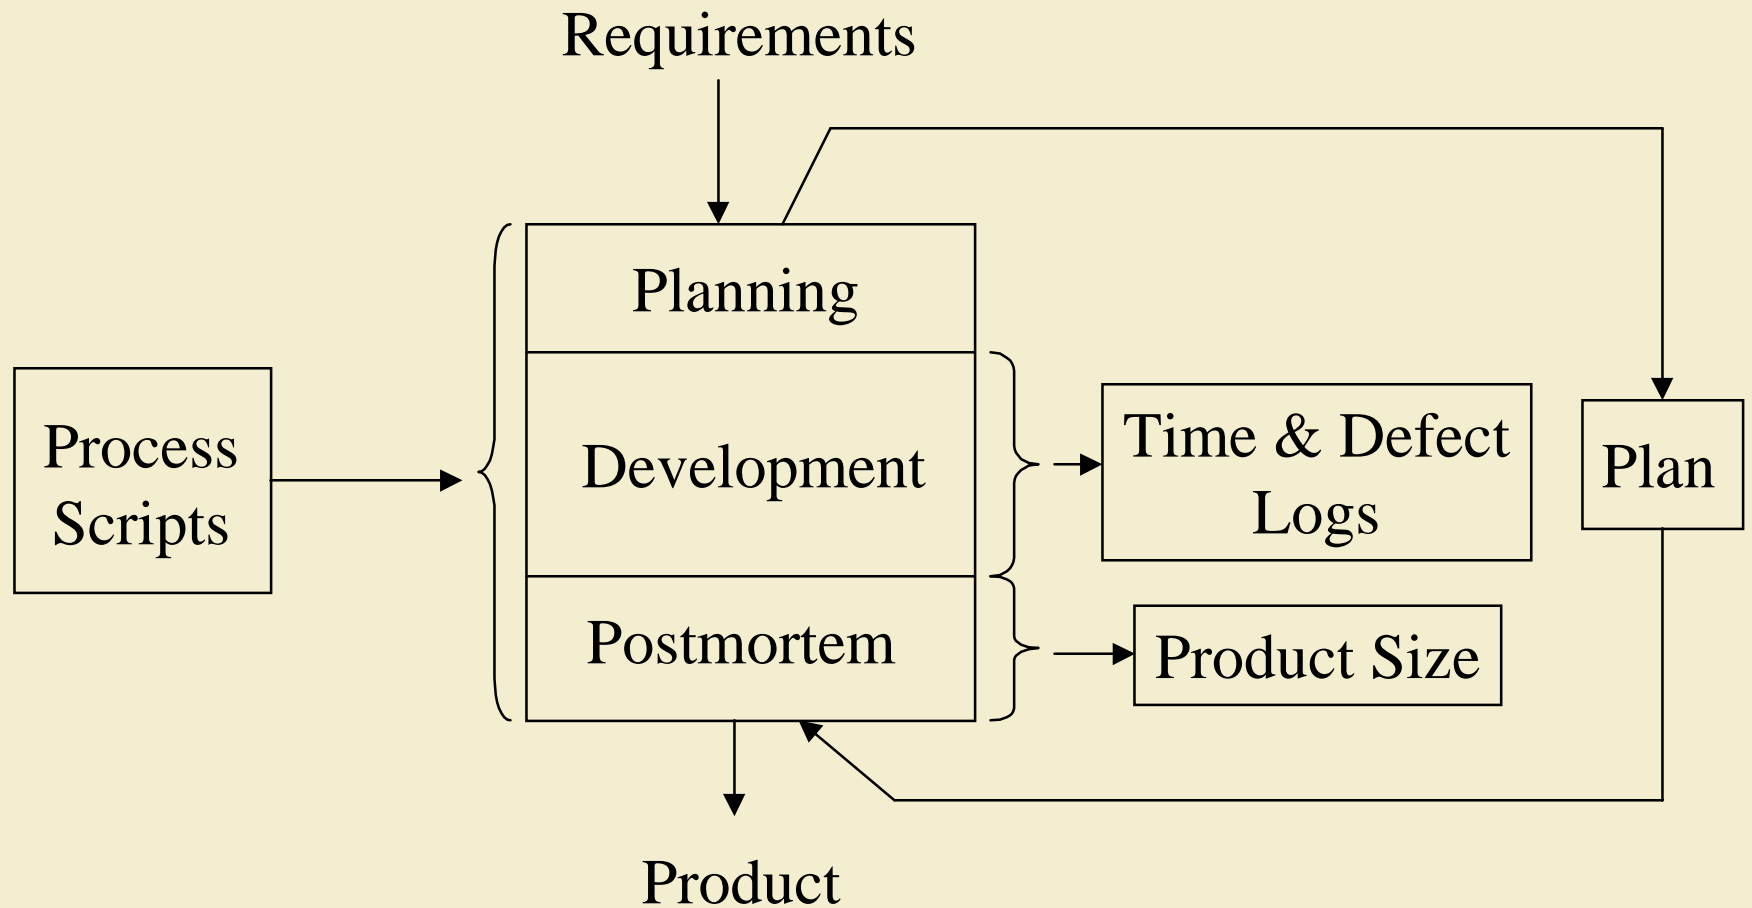 Requirements
Planning
Process
Scripts
Development
Time & Defect
Logs
Plan
Postmortem
Product Size
Product